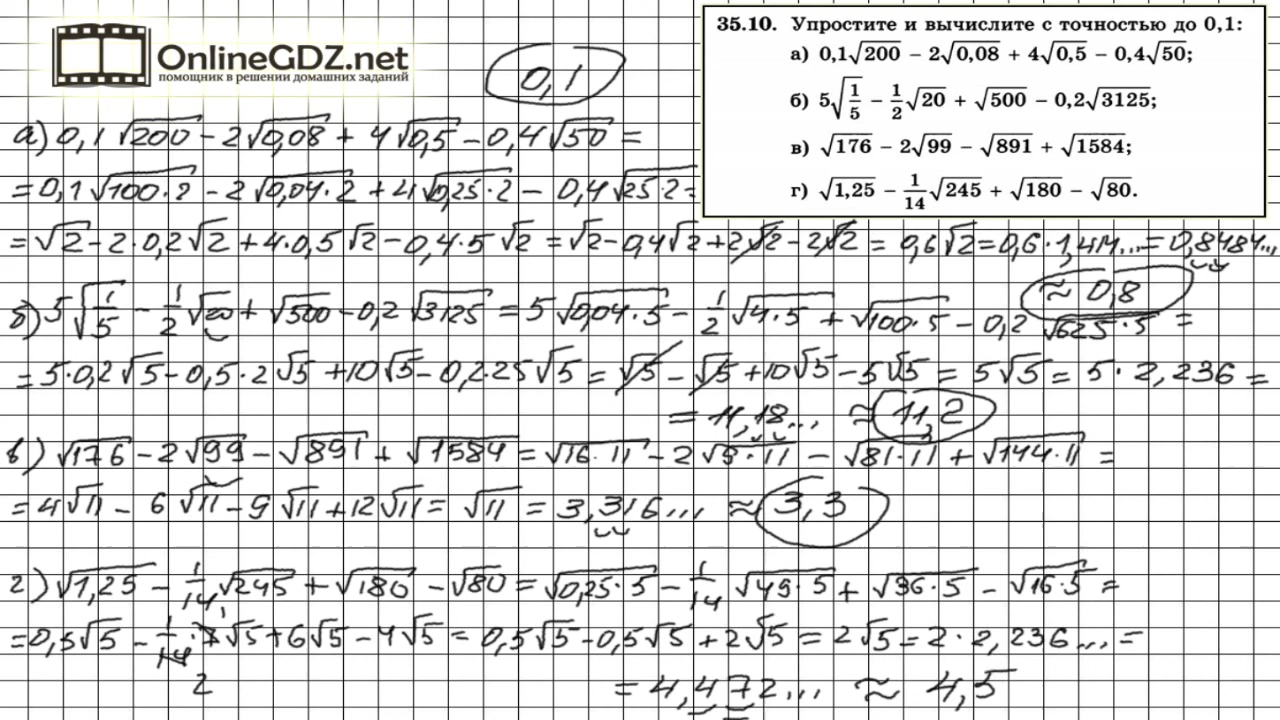 OnlineGDZ.net
помощник в решении домашних заданий
0,1
35.10. Упростите и вычислите с точностью до 0,1:
а) 0,1√200 − 2√0,08 + 4√0,5 − 0,4√50;
б) 5√(1/5) − 1/2 √20 + √500 − 0,2√3125;
в) √176 − 2√99 − √891 + √1584;
г) √1,25 − 1/14 √245 + √180 − √80.
а) 0,1 √200 − 2√0,08 + 4√0,5 − 0,4√50 =
= 0,1√100·2 − 2√0,04·2 + 4√0,25·2 − 0,4√25·2 =
= √2 − 2·0,2√2 + 4·0,5√2 − 0,4·5√2 = √2 − 0,4√2 + 2√2 − 2√2 = 0,6√2 = 0,6·1,414... = 0,8484...
≈ 0,8
б) 5√(1/5) − 1/2 √20 + √500 − 0,2√3125 = 5√0,04·5 − 1/2 √4·5 + √100·5 − 0,2 √625·5 =
= 5·0,2√5 − 0,5·2√5 + 10√5 − 0,2·25√5 = √5 − √5 + 10√5 − 5√5 = 5√5 = 5·2,236 =
= 11,18... ≈ 11,2
в) √176 − 2√99 − √891 + √1584 = √16·11 − 2√9·11 − √81·11 + √144·11 =
= 4√11 − 6√11 − 9√11 + 12√11 = √11 = 3,316... ≈ 3,3
г) √1,25 − 1/14 √245 + √180 − √80 = √0,25·5 − 1/14 √49·5 + √36·5 − √16·5 =
= 0,5√5 − 1/14·7√5 + 6√5 − 4√5 = 0,5√5 − 0,5√5 + 2√5 = 2√5 = 2·2,236... =
2
= 4,472... ≈ 4,5